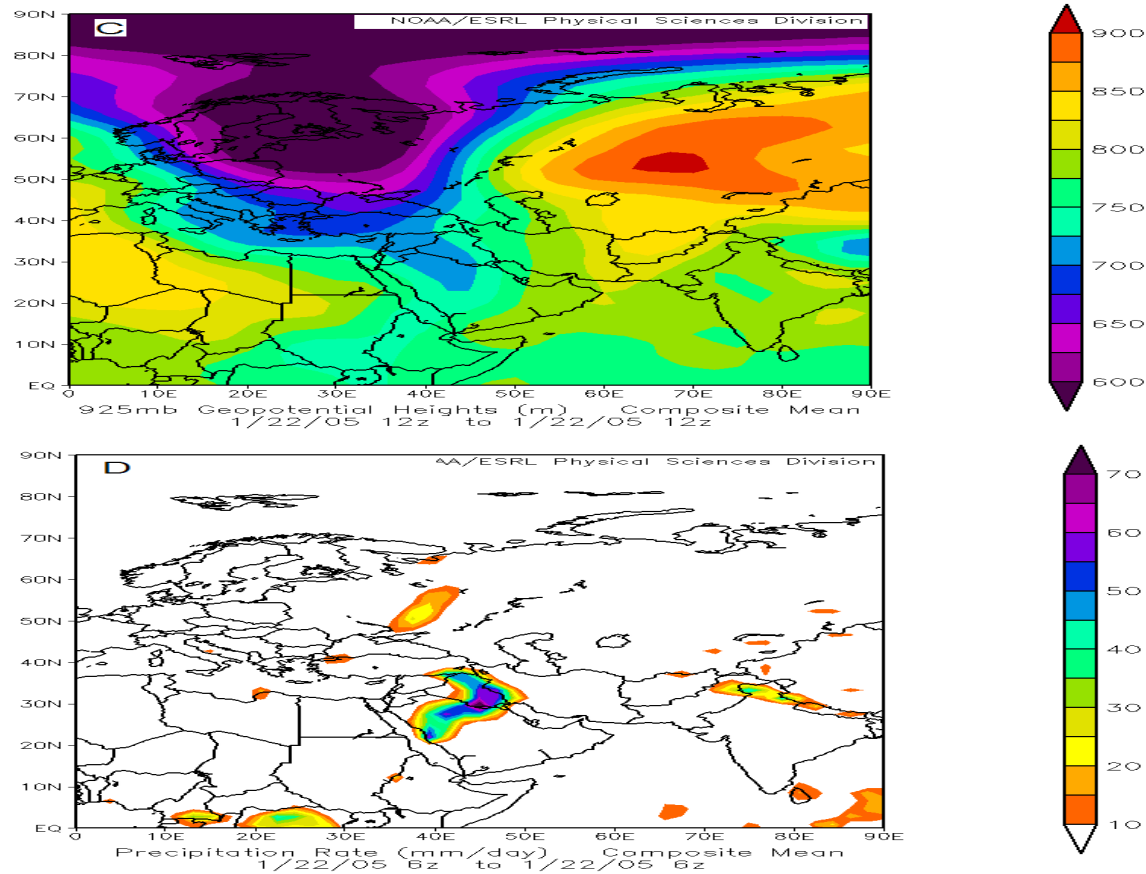 C NOAA/ESRL Physical Sciences Division
90N
80N
70N
60N
50N
40N
30N
20N
10N
EQ
0 10E 20E 30E 40E 50E 60E 70E 80E 90E
925mb Geopotential Heights (m) Composite Mean
1/22/05 12z to 1/22/05 12z
900
850
800
750
700
650
600
D AA/ESRL Physical Sciences Division
90N
80N
70N
60N
50N
40N
30N
20N
10N
EQ
0 10E 20E 30E 40E 50E 60E 70E 80E 90E
Precipitation Rate (mm/day) Composite Mean
1/22/05 6z to 1/22/05 6z
70
60
50
40
30
20
10